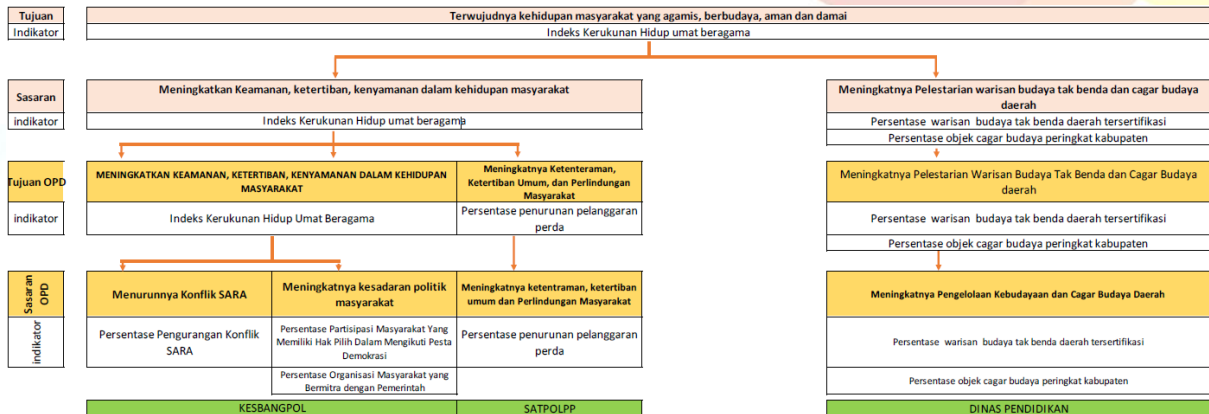 Tujuan
Terwujudnya kehidupan masyarakat yang agamis, berbudaya, aman dan damai
Indikator
Indeks Kerukunan Hidup umat beragama
Sasaran
Meningkatkan Keamanan, ketertiban, kenyamanan dalam kehidupan masyarakat
Meningkatnya Pelestarian warisan budaya tak benda dan cagar budaya
daerah
indikator
Indeks Kerukunan Hidup umat beragama
Persentase warisan budaya tak benda daerah tersertifikasi
Persentase objek cagar budaya peringkat kabupaten
Tujuan OPD
MENINGKATKAN KEAMANAN, KETERTIBAN, KENYAMANAN DALAM KEHIDUPAN
MASYARAKAT
Meningkatnya Ketenteraman,
Ketertiban Umum, dan Perlindungan
Masyarakat
Meningkatnya Pelestarian Warisan Budaya Tak Benda dan Cagar Budaya
daerah
indikator
Indeks Kerukunan Hidup Umat Beragama
Persentase penurunan pelanggaran
perda
Persentase warisan budaya tak benda daerah tersertifikasi
Persentase objek cagar budaya peringkat kabupaten
Sasaran
OPD
Menurunnya Konflik SARA
Meningkatnya kesadaran politik
masyarakat
Meningkatnya ketentraman, ketertiban
umum dan Perlindungan Masyarakat
Meningkatnya Pengelolaan Kebudayaan dan Cagar Budaya Daerah
indikator
Persentase Pengurangan Konflik
SARA
Persentase Partisipasi Masyarakat Yang
Memiliki Hak Pilih Dalam Mengikuti Pesta
Demokrasi
Persentase penurunan pelanggaran
perda
Persentase warisan budaya tak benda daerah tersertifikasi
Persentase Organisasi Masyarakat yang
Bermitra dengan Pemerintah
Persentase objek cagar budaya peringkat kabupaten
KESBANGPOL
SATPOLPP
DINAS PENDIDIKAN